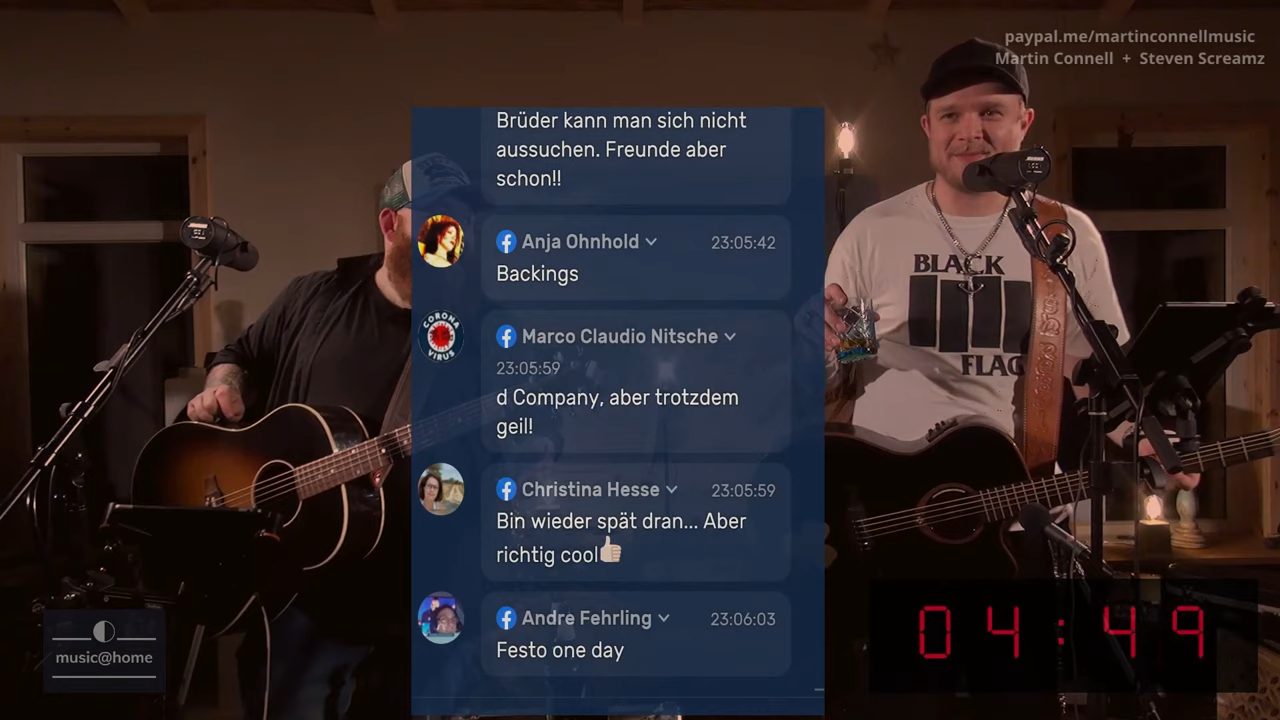 paypal.me/martinconnellmusic
Martin Connell + Steven Screamz
Brüder kann man sich nicht
aussuchen. Freunde aber
schon!!
Anja Ohnhold 23:05:42
Backings
CORONA
VIRUS
Marco Claudio Nitsche
23:05:59
d Company, aber trotzdem
geil!
Christina Hesse 23:05:59
Bin wieder spät dran... Aber
richtig cool👍🏻
Andre Fehrling 23:06:03
Festo one day
BLACK
FLAG
music@home
04:49